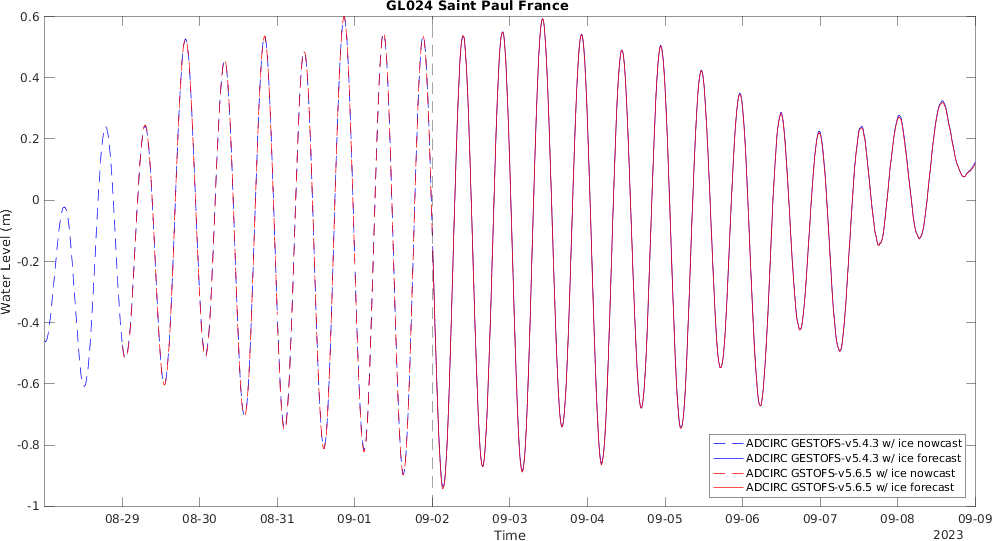 GL024 Saint Paul France
0.6
0.4
0.2
0
-0.2
-0.4
-0.6
-0.8
-1
Water Level (m)
ADCIRC GESTOFS-v5.4.3 w/ ice nowcast
ADCIRC GESTOFS-v5.4.3 w/ ice forecast
ADCIRC GSTOFS-v5.6.5 w/ ice nowcast
ADCIRC GSTOFS-v5.6.5 w/ ice forecast
08-29 08-30 08-31 09-01 09-02 09-03 09-04 09-05 09-06 09-07 09-08 09-09
Time
2023